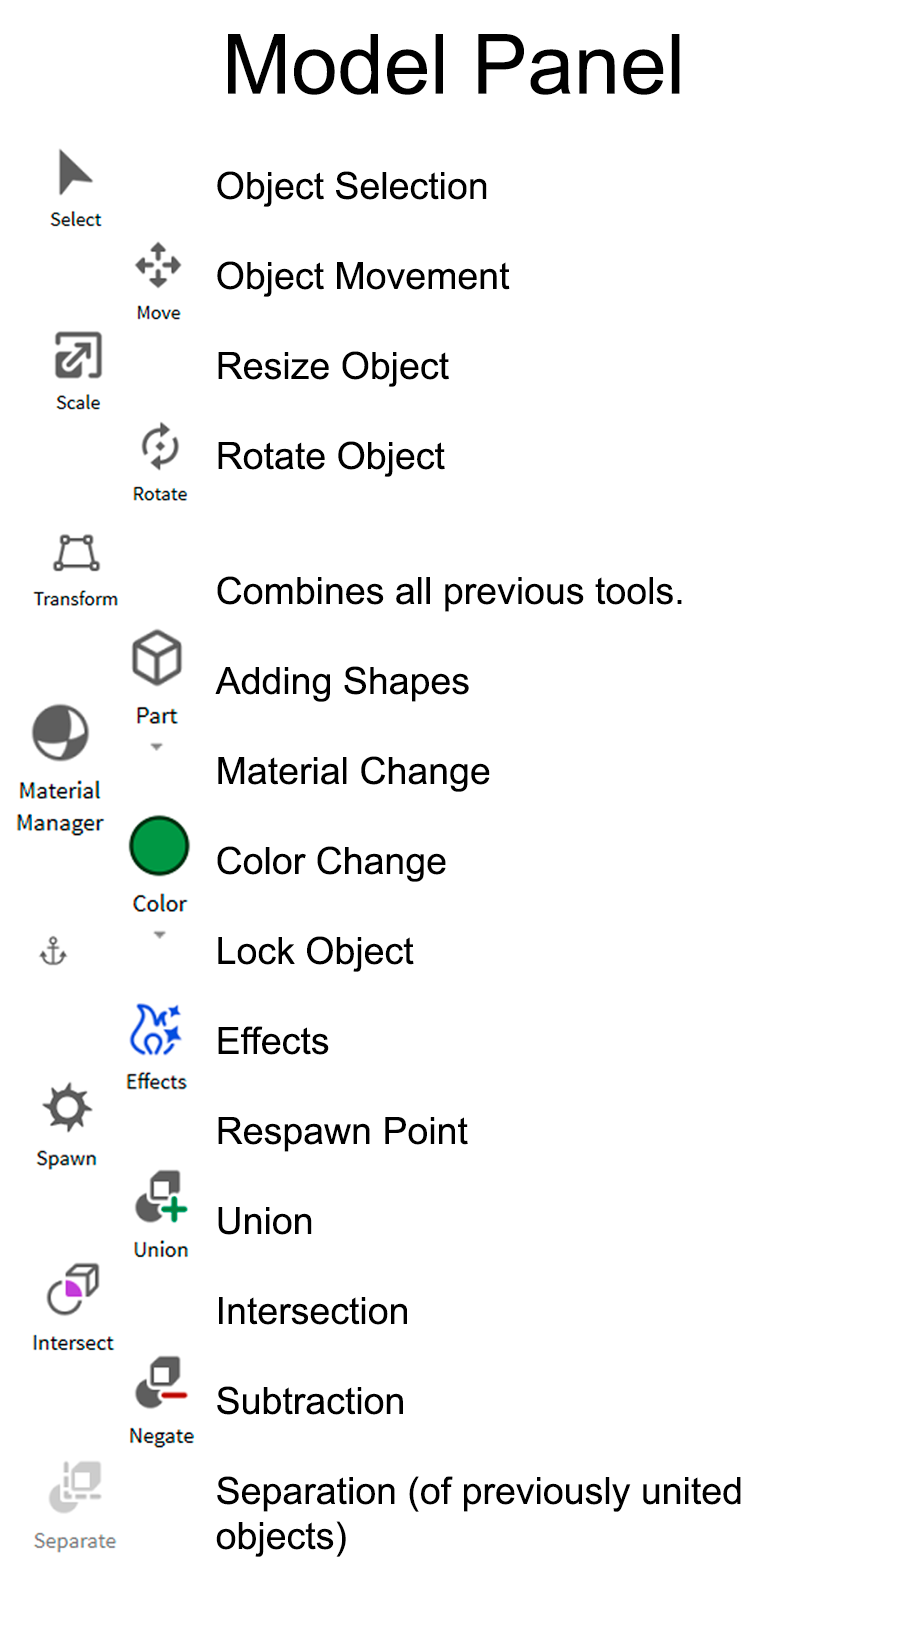 Model Panel
Select
Object Selection
Move
Object Movement
Scale
Resize Object
Rotate
Rotate Object
Transform
Combines all previous tools.
Part
Adding Shapes
Material
Manager
Material Change
Color
Color Change
Lock Object
Effects
Effects
Spawn
Respawn Point
Union
Union
Intersect
Intersection
Negate
Subtraction
Separate
Separation (of previously united
objects)